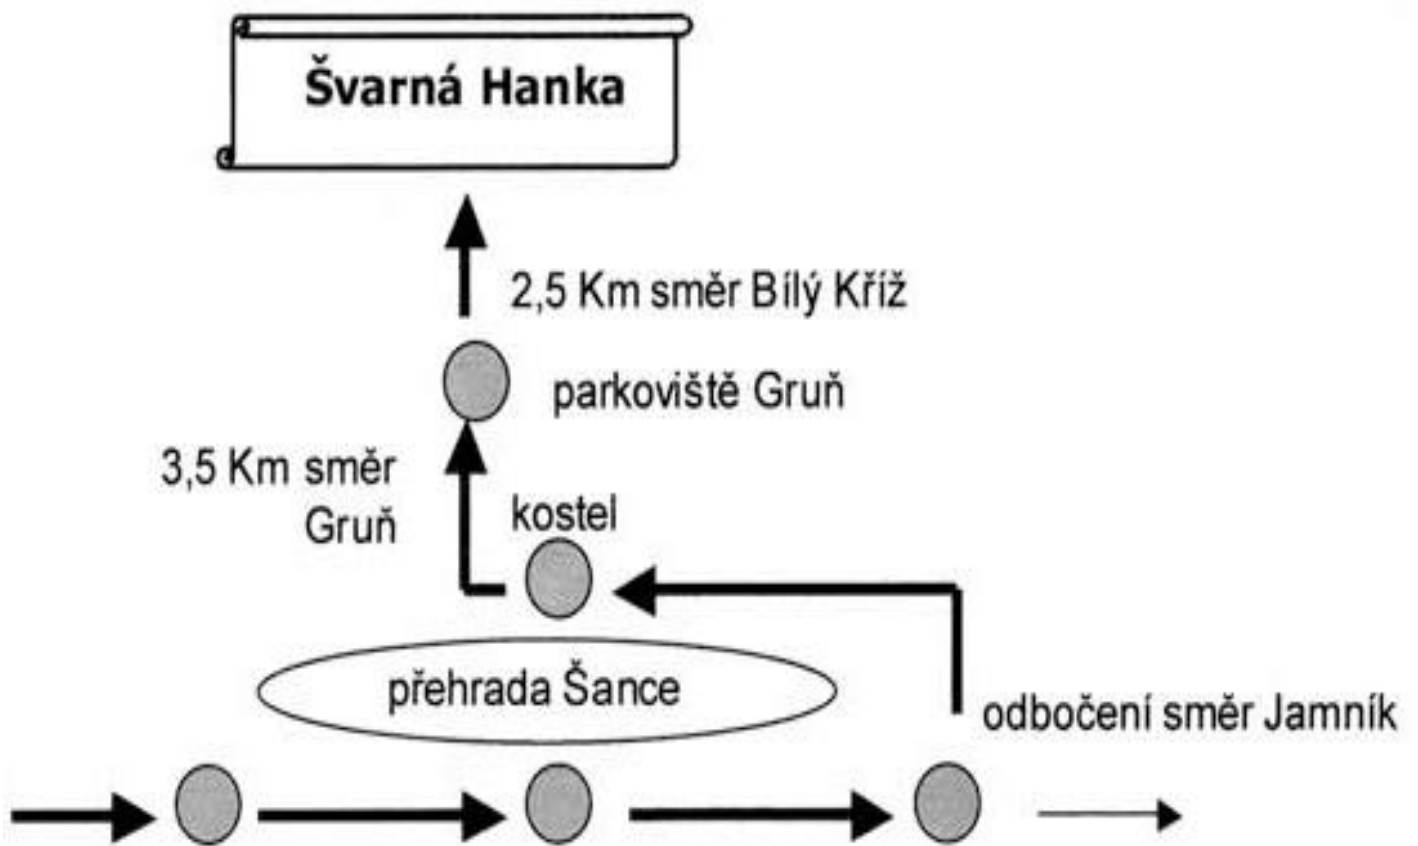 Švarná Hanka
2,5 Km směr Bílý Kříž
parkoviště Gruň
3,5 Km směr
Gruň
kostel
přehrada Šance
odbočení směr Jamník